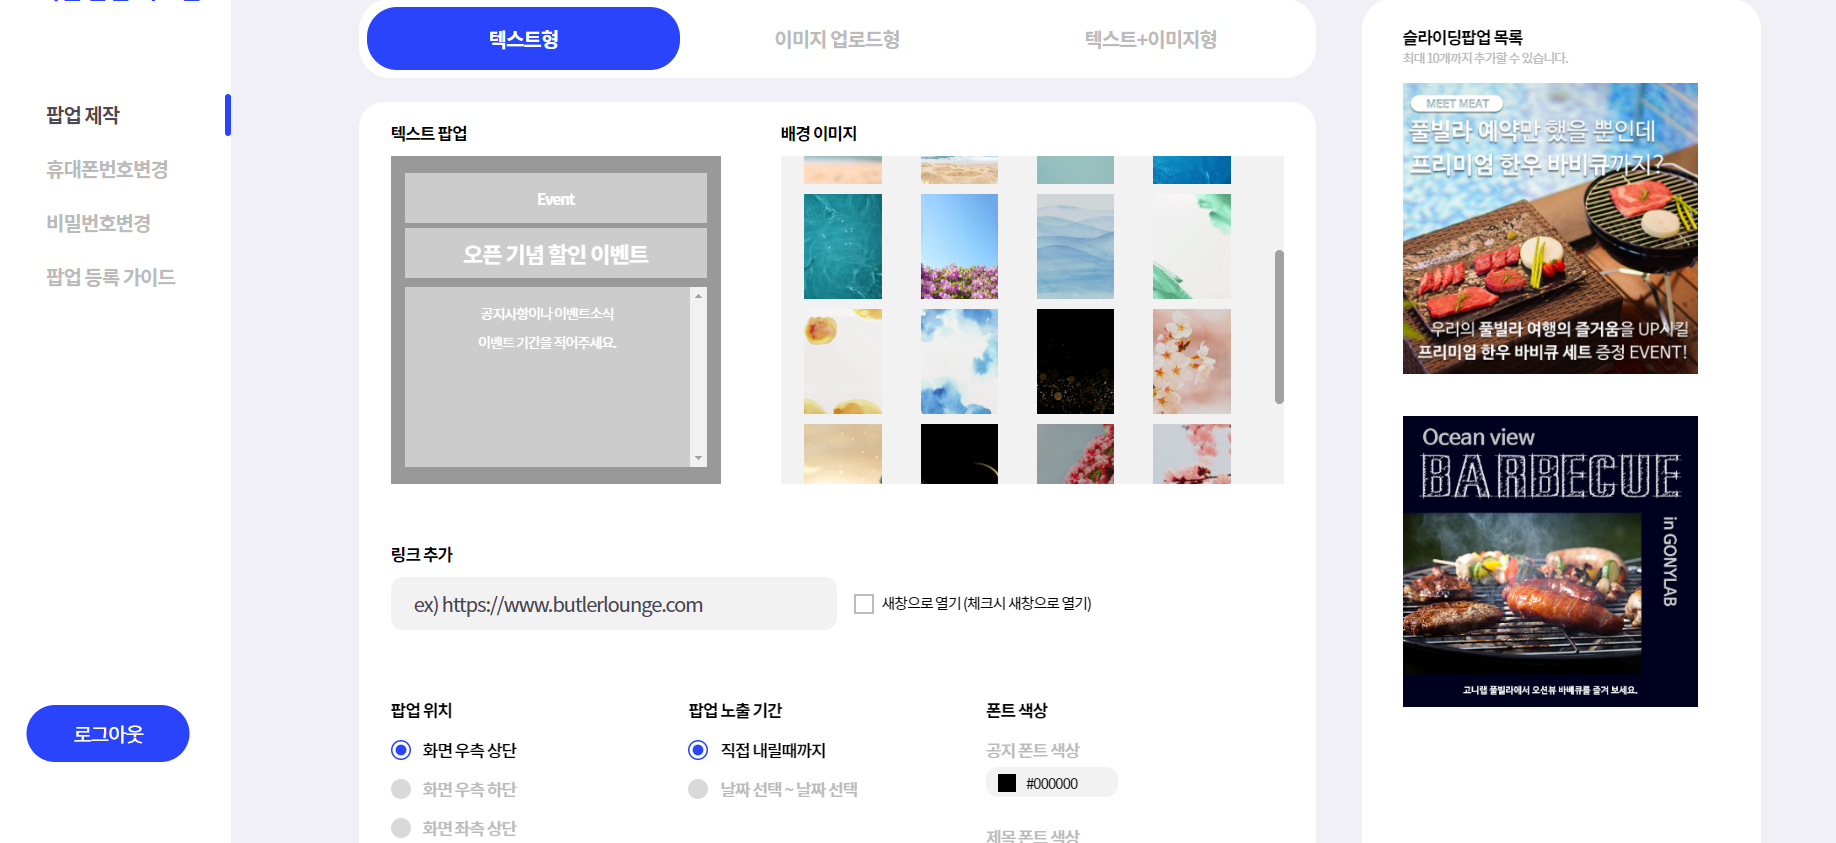 팝업 제작
휴대폰번호변경
비밀번호변경
팝업 등록 가이드
로그아웃
텍스트형
이미지 업로드형
텍스트+이미지형
텍스트 팝업
Event
오픈 기념 할인 이벤트
공지사항이나 이벤트소식
이벤트 기간을 적어주세요.
배경 이미지
링크 추가
ex) https://www.butlerlounge.com
새창으로 열기 (체크시 새창으로 열기)
팝업 위치
화면 우측 상단
화면 우측 하단
화면 좌측 상단
팝업 노출 기간
직접 내릴때까지
날짜 선택 ~ 날짜 선택
폰트 색상
공지 폰트 색상
#000000
제목 폰트 색상
슬라이딩팝업 목록
최대 10개까지 추가할 수 있습니다.
MEET MEAT
풀빌라 예약만 했을 뿐인데
프리미엄 한우 바비큐까지?
우리의 풀빌라 여행의 즐거움을 UP시킬
프리미엄 한우 바비큐 세트 증정 EVENT!
Ocean view
BARBECUE
in GONYLAB
고니랩 풀빌라에서 오션뷰 바베큐를 즐겨 보세요.